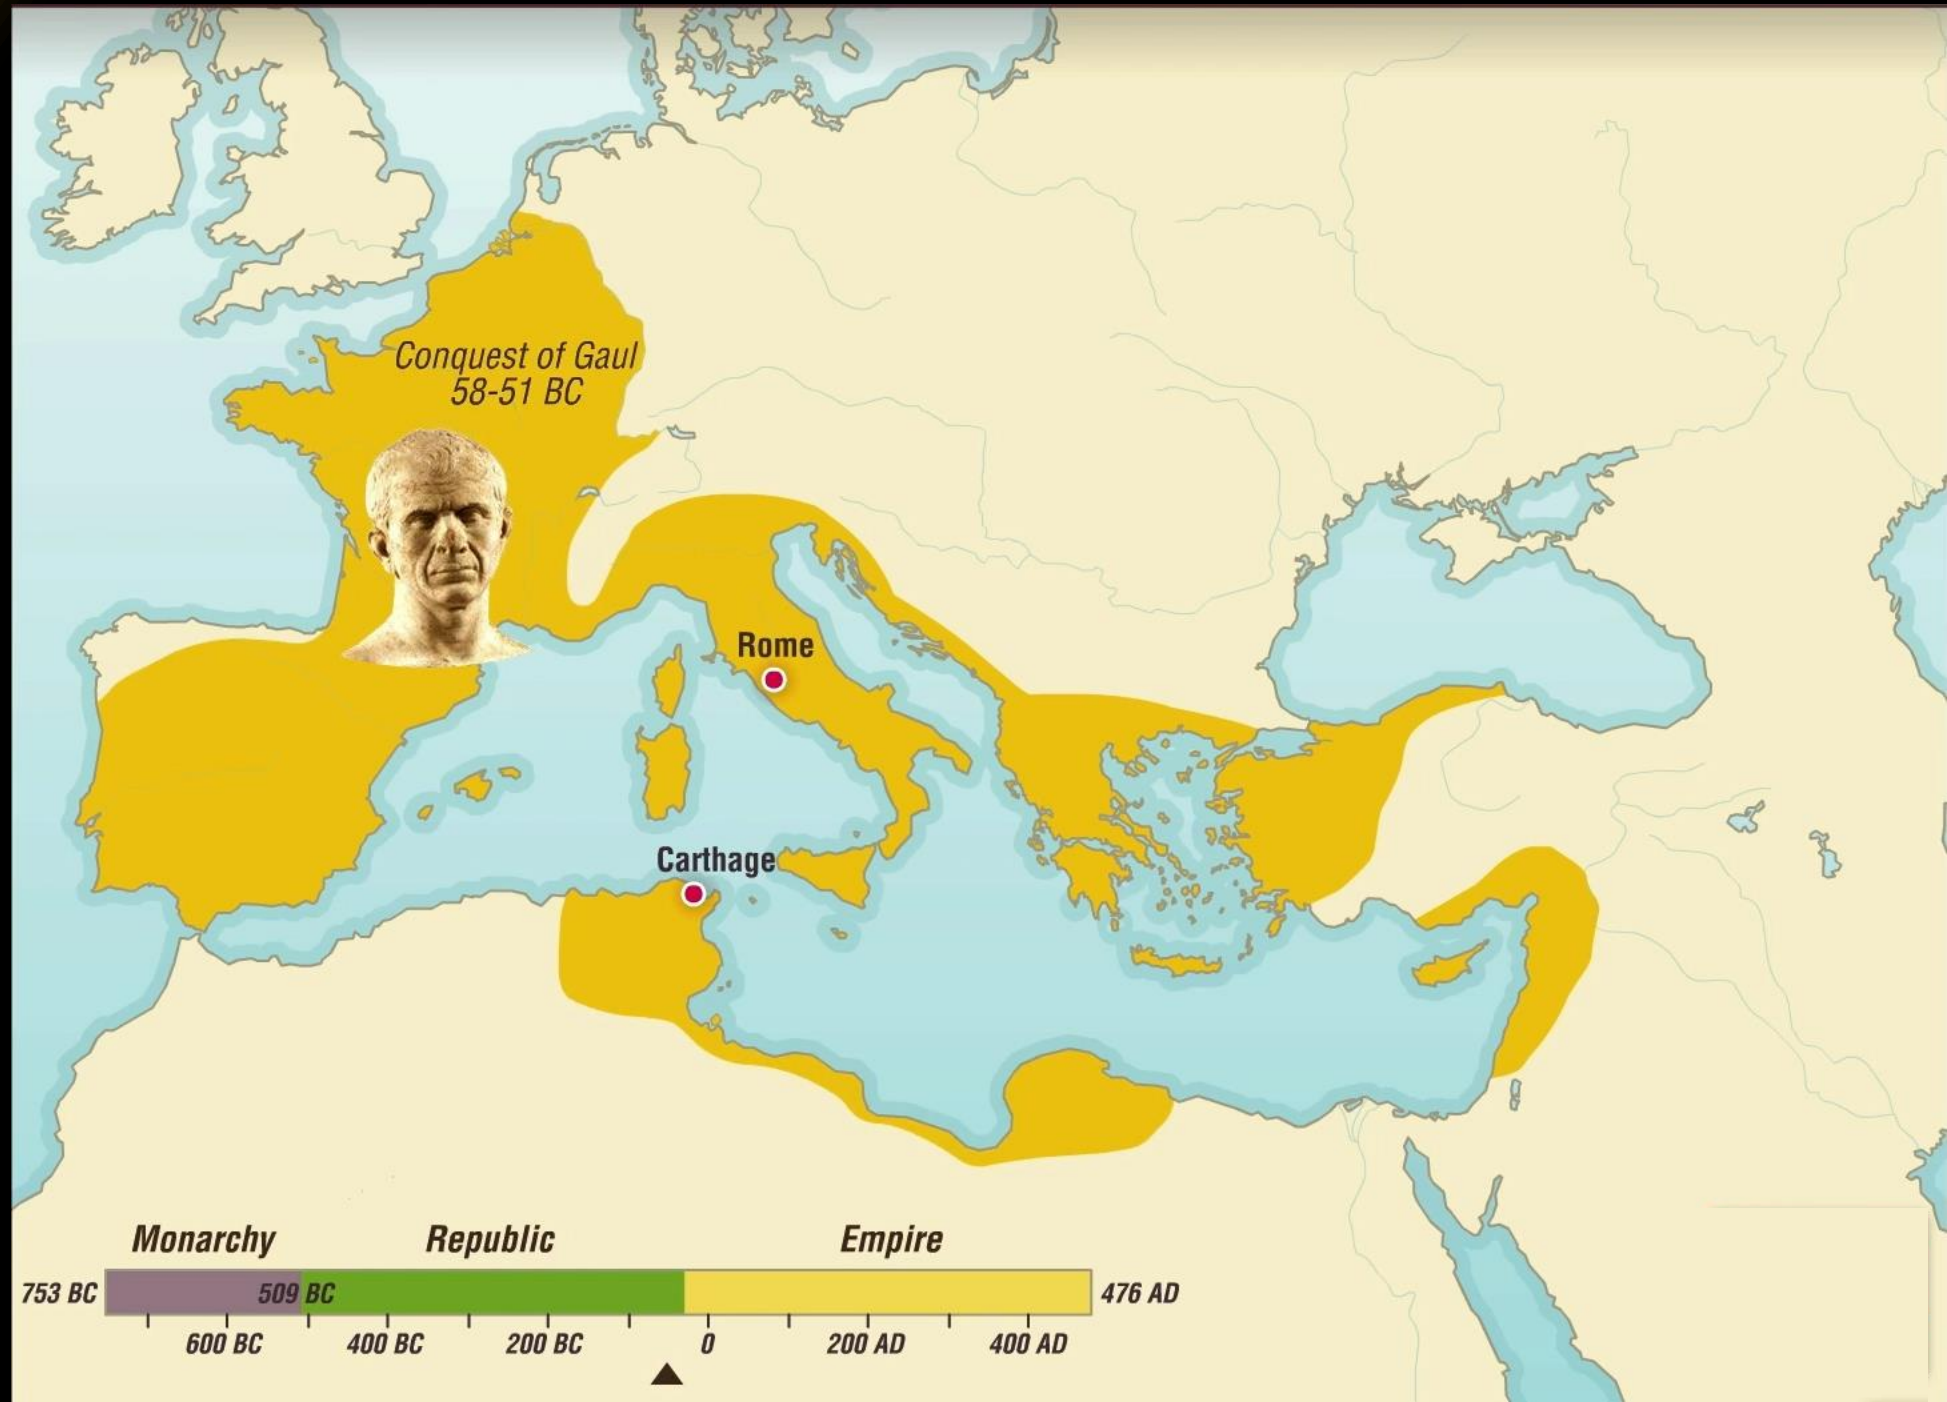 Conquest of Gaul
58-51 BC
Rome
Carthage
Monarchy Republic Empire
753 BC 509 BC 476 AD
600 BC 400 BC 200 BC 0 200 AD 400 AD